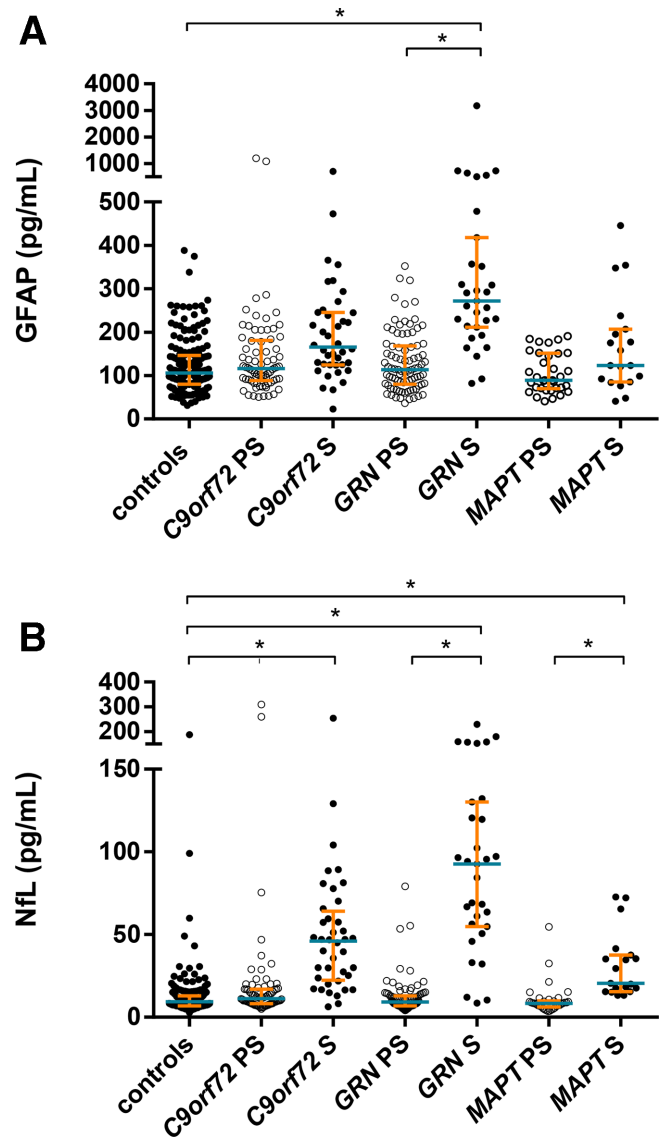 A
*
*
GFAP (pg/mL)
4000
3000
2000
1000
500
400
300
200
100
0
controls
C9orf72 PS
C9orf72 S
GRN PS
GRN S
MAPT PS
MAPT S
B
*
*
*
*
*
NfL (pg/mL)
400
300
200
150
100
50
0
controls
C9orf72 PS
C9orf72 S
GRN PS
GRN S
MAPT PS
MAPT S